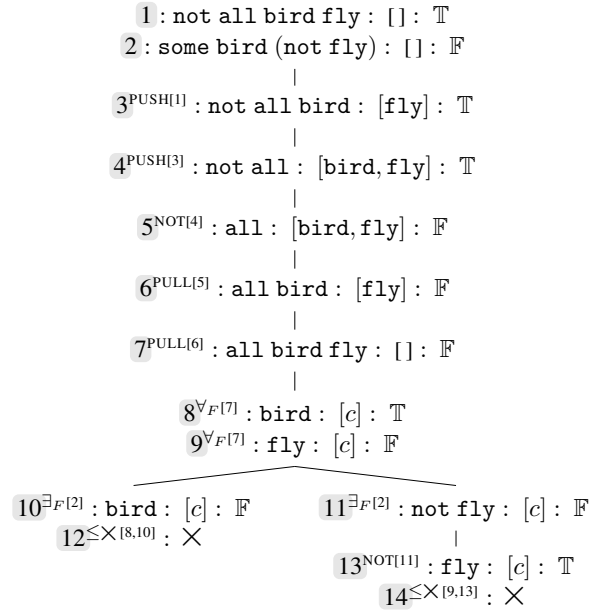 1 : not all bird fly : [] : 𝕋
2 : some bird (not fly) : [] : 𝔽
3^PUSH[1] : not all bird : [fly] : 𝕋
4^PUSH[3] : not all : [bird, fly] : 𝕋
5^NOT[4] : all : [bird, fly] : 𝔽
6^PULL[5] : all bird : [fly] : 𝔽
7^PULL[6] : all bird fly : [] : 𝔽
8^∀F[7] : bird : [c] : 𝕋
9^∀F[7] : fly : [c] : 𝔽
10^∃F[2] : bird : [c] : 𝔽
12^≤×[8,10] : ×
11^∃F[2] : not fly : [c] : 𝔽
13^NOT[11] : fly : [c] : 𝕋
14^≤×[9,13] : ×